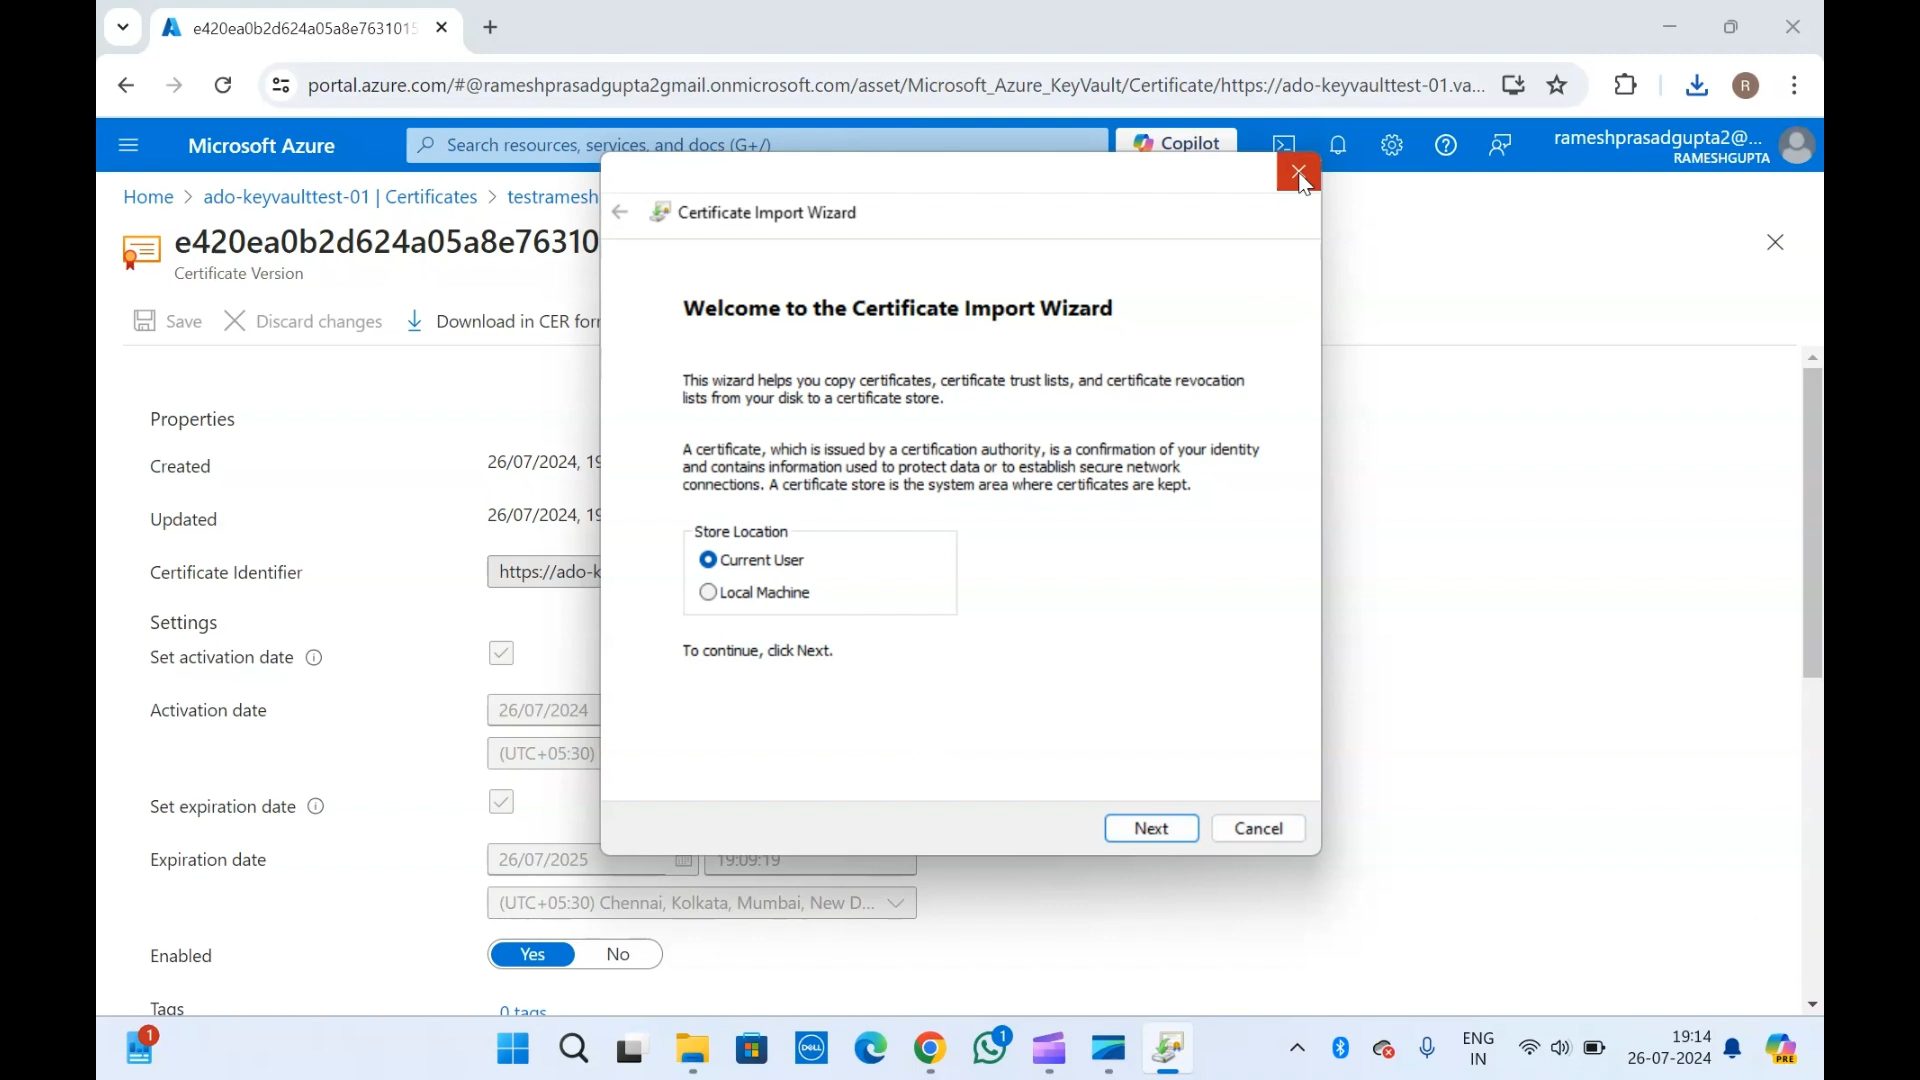 e420ea0b2d624a05a8e7631015
portal.azure.com/#@rameshprasadgupta2gmail.onmicrosoft.com/asset/Microsoft_Azure_KeyVault/Certificate/https://ado-keyvaulttest-01.va...
R
Microsoft Azure
Search resources, services, and docs (G+/)
Copilot
rameshprasadgupta2@...
RAMESHGUPTA
Home > ado-keyvaulttest-01 | Certificates > testramesh
e420ea0b2d624a05a8e76310
Certificate Version
Save
Discard changes
Download in CER for
Properties
Created
26/07/2024, 19
Updated
26/07/2024, 19
Certificate Identifier
https://ado-k
Settings
Set activation date
Activation date
26/07/2024
(UTC+05:30)
Set expiration date
Expiration date
26/07/2025
19:09:19
(UTC+05:30) Chennai, Kolkata, Mumbai, New D...
Enabled
Yes
No
Tags
0 tags
Certificate Import Wizard
Welcome to the Certificate Import Wizard
This wizard helps you copy certificates, certificate trust lists, and certificate revocation
lists from your disk to a certificate store.
A certificate, which is issued by a certification authority, is a confirmation of your identity
and contains information used to protect data or to establish secure network
connections. A certificate store is the system area where certificates are kept.
Store Location
Current User
Local Machine
To continue, click Next.
Next
Cancel
1
DELL
1
ENG
IN
19:14
26-07-2024
PRE